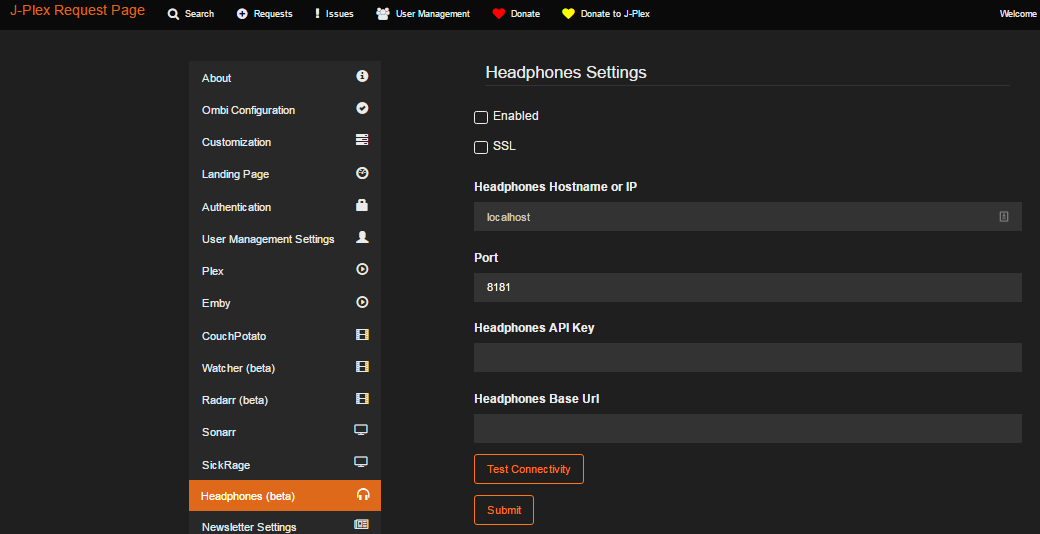 J-Plex Request Page Search Requests Issues User Management Donate Donate to J-Plex Welcome
About
Ombi Configuration
Customization
Landing Page
Authentication
User Management Settings
Plex
Emby
CouchPotato
Watcher (beta)
Radarr (beta)
Sonarr
SickRage
Headphones (beta)
Newsletter Settings
Headphones Settings
Enabled
SSL
Headphones Hostname or IP
localhost
Port
8181
Headphones API Key
Headphones Base Url
Test Connectivity
Submit